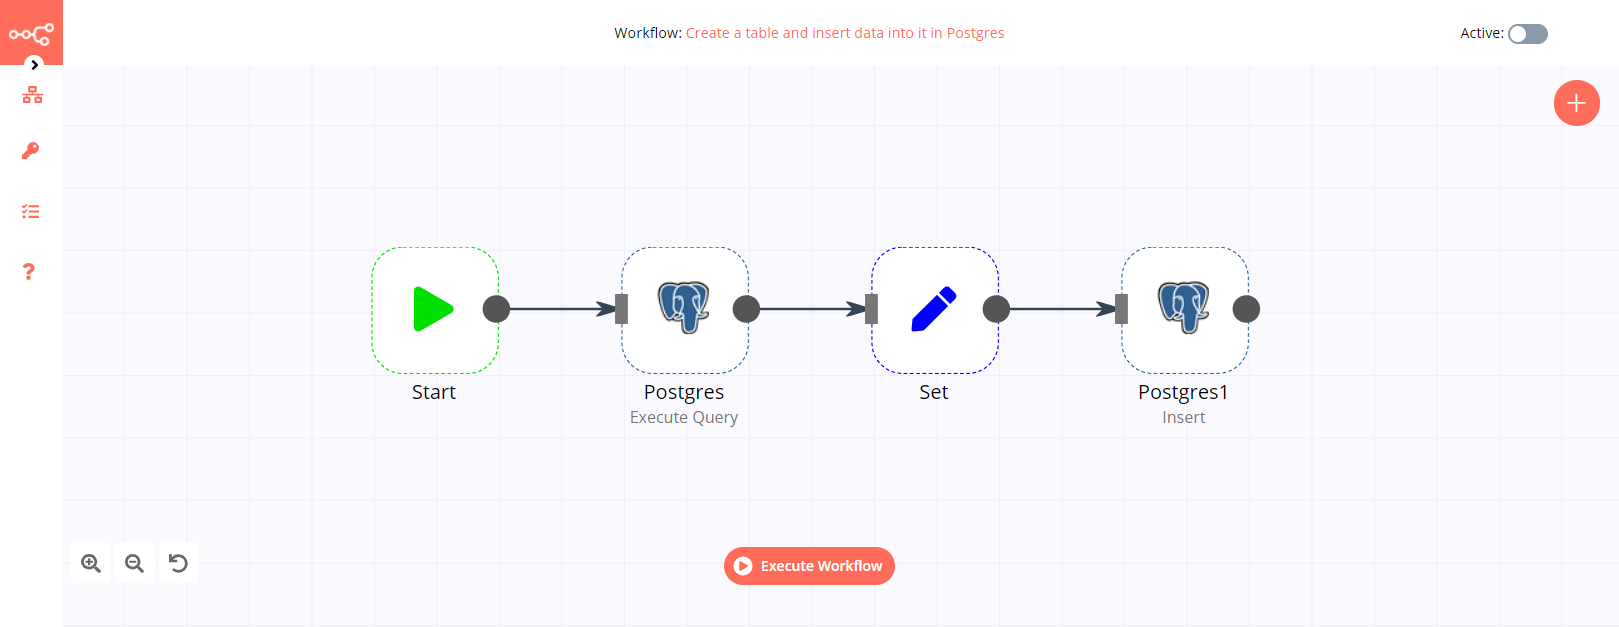 Workflow: Create a table and insert data into it in Postgres
Active:
Start
Postgres
Execute Query
Set
Postgres1
Insert
Execute Workflow